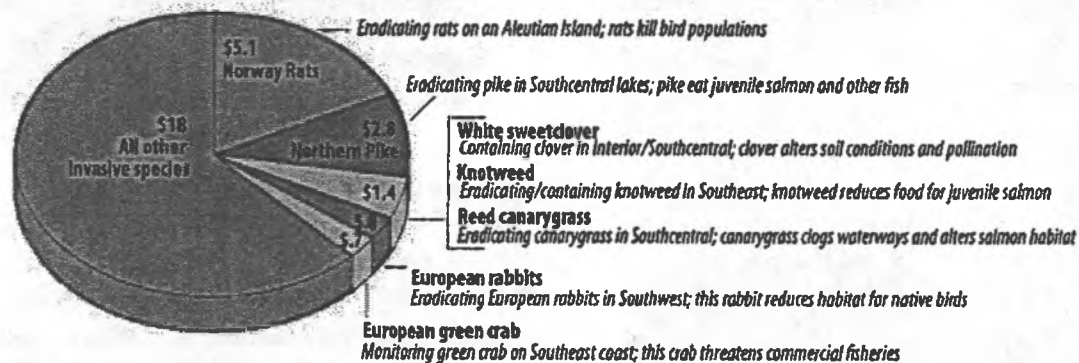 Eradicating rats on an Aleutian Island; rats kill bird populations
$5.1
Norway Rats
Eradicating pike in Southcentral lakes; pike eat juvenile salmon and other fish
$2.8
Northern Pike
$18
All other
Invasive species
White sweetclover
Containing clover in Interior/Southcentral; clover alters soil conditions and pollination
Knotweed
Eradicating/containing knotweed in Southeast; knotweed reduces food for juvenile salmon
$1.4
Reed canarygrass
Eradicating canarygrass in Southcentral; canarygrass clogs waterways and alters salmon habitat
$.7
European rabbits
Eradicating European rabbits in Southwest; this rabbit reduces habitat for native birds
European green crab
Monitoring green crab on Southeast coast; this crab threatens commercial fisheries